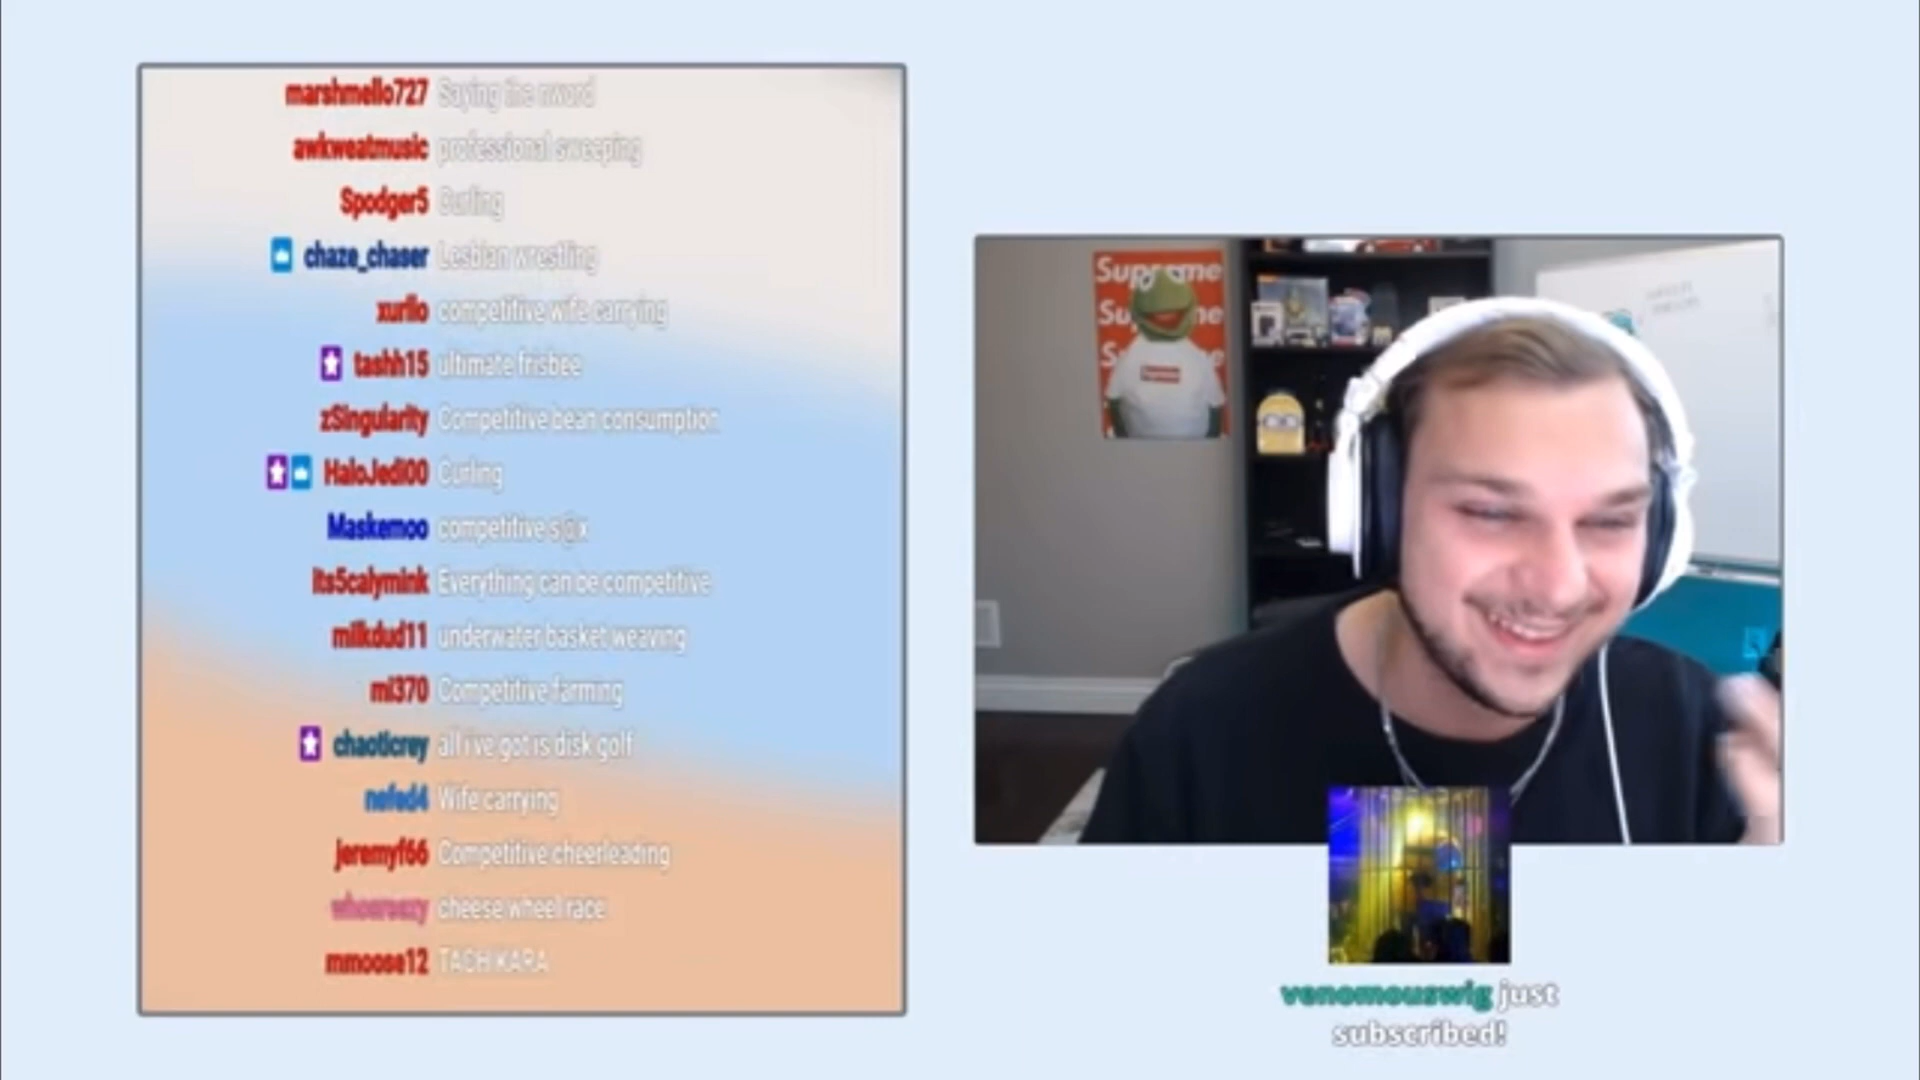 marshmello727 Saying the nword
awkweatmusic professional sweeping
Spodger5 Curling
chaze_chaser Lesbian wrestling
xurllo competitive wife carrying
tashh15 ultimate frisbee
zSingularity Competitive bean consumption
HaloJedi00 Curling
Maskemoo competitive s@x
Its5calymink Everything can be competitive
milkdud11 underwater basket weaving
ml370 Competitive farming
chaoticrey all i've got is disk golf
nefed4 Wife carrying
jeremyf66 Competitive cheerleading
cheese wheel race
mmoose12 TACHIKARA
Supreme
Supreme
venomouswig just
subscribed!